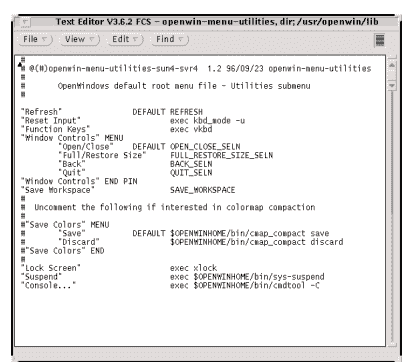 Text Editor V3.6.2 FCS - openwin-menu-utilities, dir; /usr/openwin/lib
File View Edit Find
#
# @(#)openwin-menu-utilities-sun4-svr4 1.2 96/09/23 openwin-menu-utilities
#
# OpenWindows default root menu file - Utilities submenu
#
"Refresh" DEFAULT REFRESH
"Reset Input" exec kbd_mode -u
"Function Keys" exec vkbd
"Window Controls" MENU
"Open/Close" DEFAULT OPEN_CLOSE_SELN
"Full/Restore Size" FULL_RESTORE_SIZE_SELN
"Back" BACK_SELN
"Quit" QUIT_SELN
"Window Controls" END PIN
"Save Workspace" SAVE_WORKSPACE
#
# Uncomment the following if interested in colormap compaction
#
#"Save Colors" MENU
# "Save" DEFAULT $OPENWINHOME/bin/cmap_compact save
# "Discard" $OPENWINHOME/bin/cmap_compact discard
#"Save Colors" END
#
"Lock Screen" exec xlock
"Suspend" exec $OPENWINHOME/bin/sys-suspend
"Console..." exec $OPENWINHOME/bin/cmdtool -C